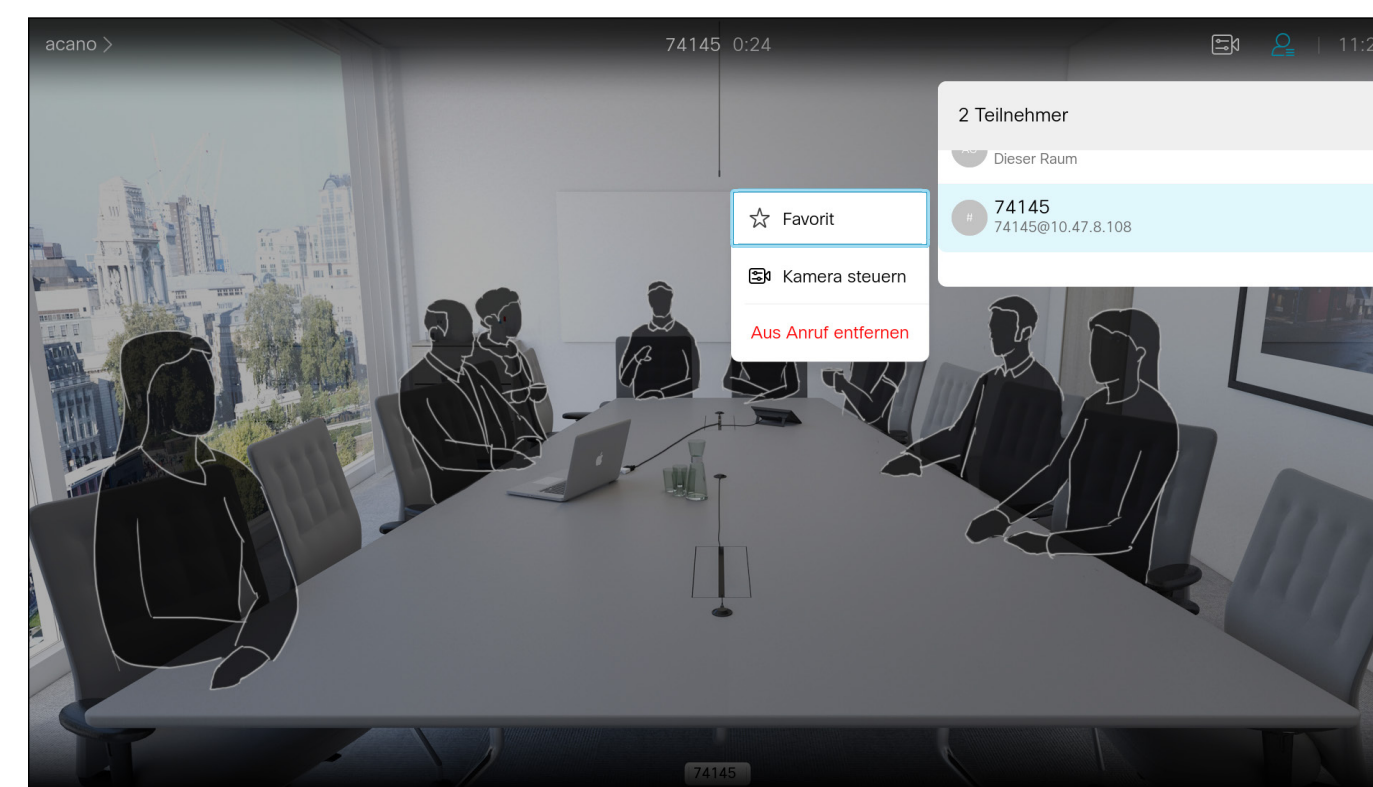 acano
74145 0:24
11:2
2 Teilnehmer
Dieser Raum
74145
#
74145@10.47.8.108
Favorit
Kamera steuern
Aus Anruf entfernen
74145